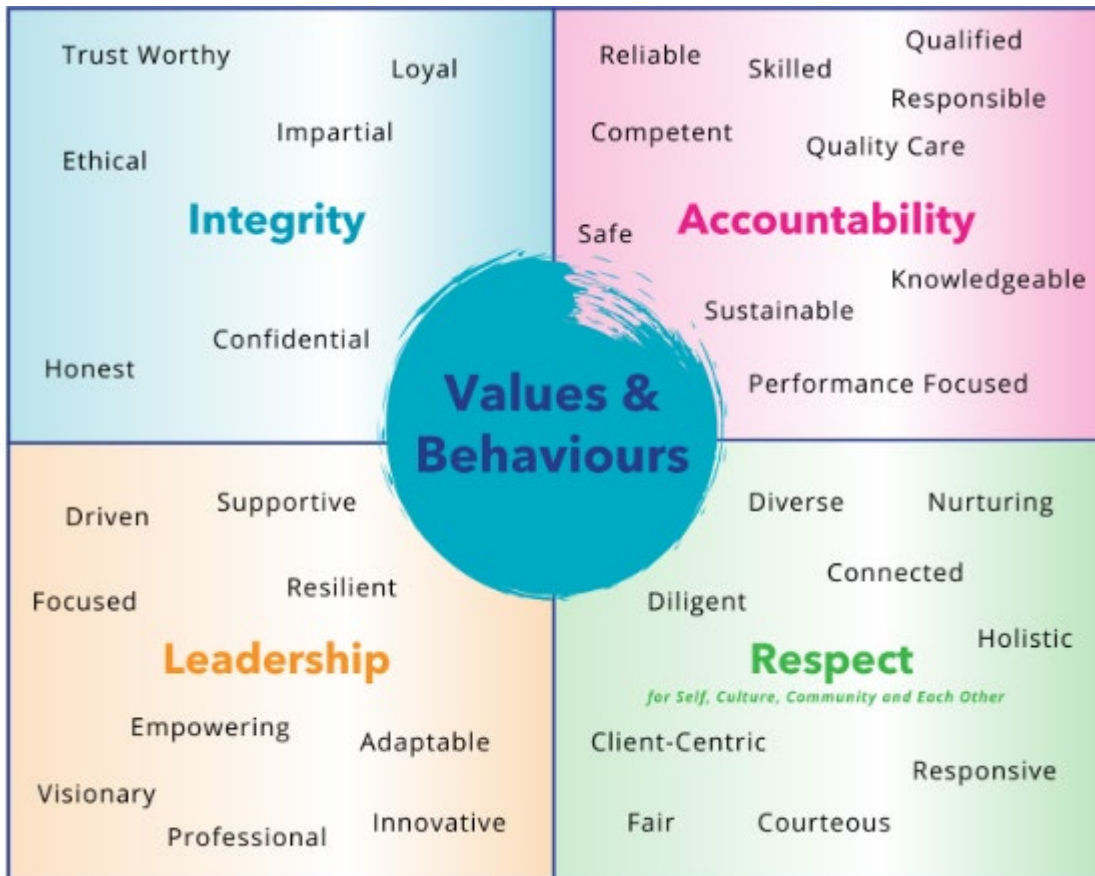 Trust Worthy
Loyal
Impartial
Ethical
Integrity
Confidential
Honest
Reliable
Skilled
Qualified
Responsible
Competent
Quality Care
Safe
Accountability
Knowledgeable
Sustainable
Performance Focused
Values &
Behaviours
Driven
Supportive
Focused
Resilient
Leadership
Empowering
Adaptable
Visionary
Professional
Innovative
Diverse
Nurturing
Connected
Diligent
Holistic
Respect
for Self, Culture, Community and Each Other
Client-Centric
Responsive
Fair
Courteous